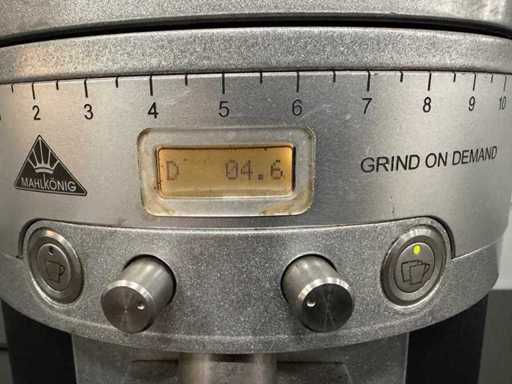 2 3 4 5 6 7 8 9 10
D 04.6
MAHLKÖNIG
GRIND ON DEMAND